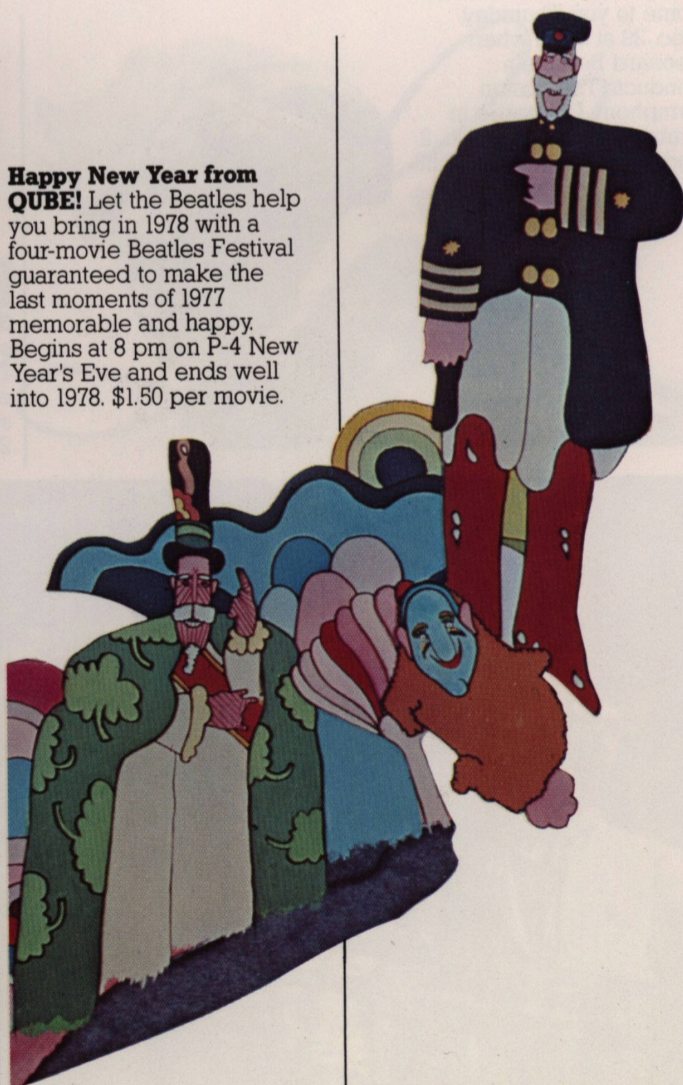 Happy New Year from
QUBE! Let the Beatles help
you bring in 1978 with a
four-movie Beatles Festival
guaranteed to make the
last moments of 1977
memorable and happy.
Begins at 8 pm on P-4 New
Year's Eve and ends well
into 1978. $1.50 per movie.